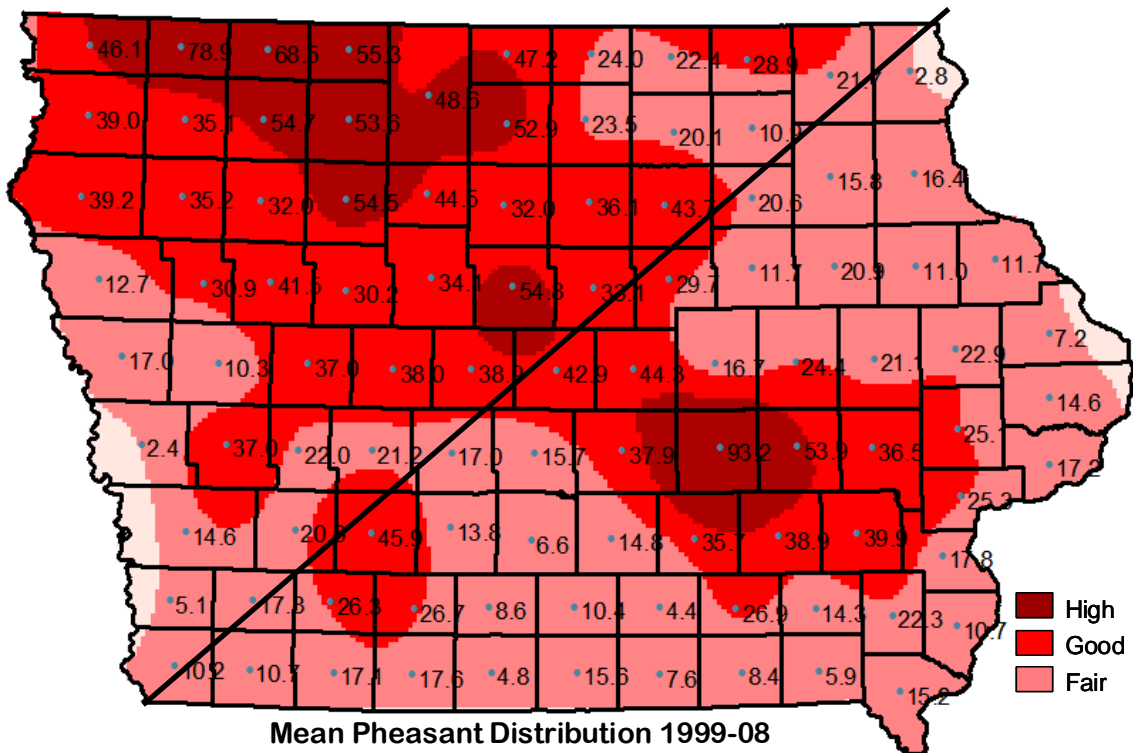 46.1 78.9 68.5 55.3 47.2 24.0 22.4 28.9 21.7 2.8
39.0 35.1 54.7 53.6 48.6 52.9 23.5 20.1 10.9
15.8 16.4
39.2 35.2 32.0 54.5 44.5 32.0 36.1 43.7 20.6
12.7 30.9 41.5 30.2 34.1 54.8 33.1 29.7 11.7 20.9 11.0 11.7
17.0 10.3 37.0 38.0 38.9 42.9 44.3 16.7 24.4 21.1 22.9 7.2
14.6
2.4 37.0 22.0 21.2 17.0 15.7 37.9 93.2 53.9 36.5 25.1 17.2
14.6 45.9 13.8 6.6 14.8 35.7 38.9 39.9 25.3
17.8
5.1 17.3 26.3 26.7 8.6 10.4 4.4 26.9 14.3 22.3 10.7
10.2 10.7 17.1 17.6 4.8 15.6 7.6 8.4 5.9 15.2
High
Good
Fair
Mean Pheasant Distribution 1999-08